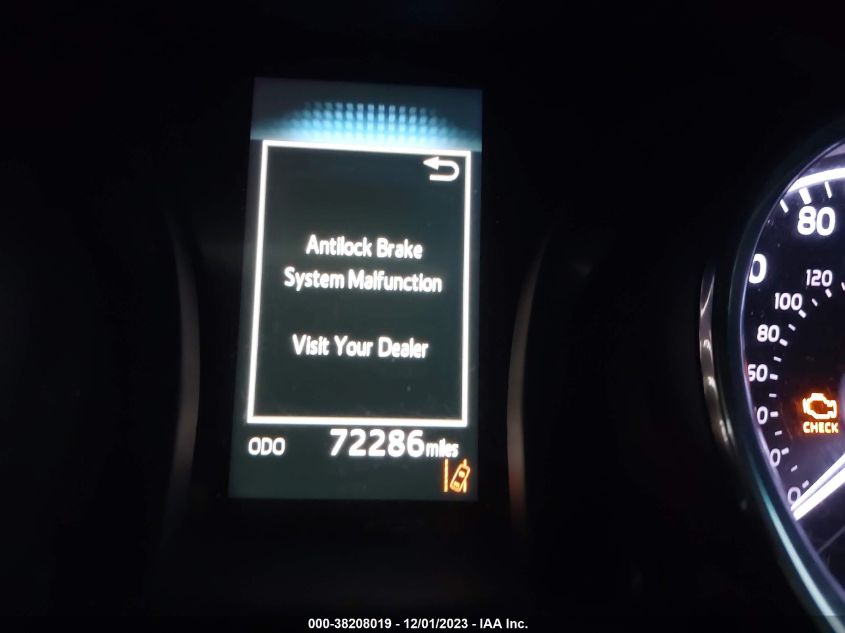 Antilock Brake
System Malfunction
Visit Your Dealer
ODO 72286 miles
80
120
100
80
0
CHECK
000-38208019 - 12/01/2023 - IAA Inc.